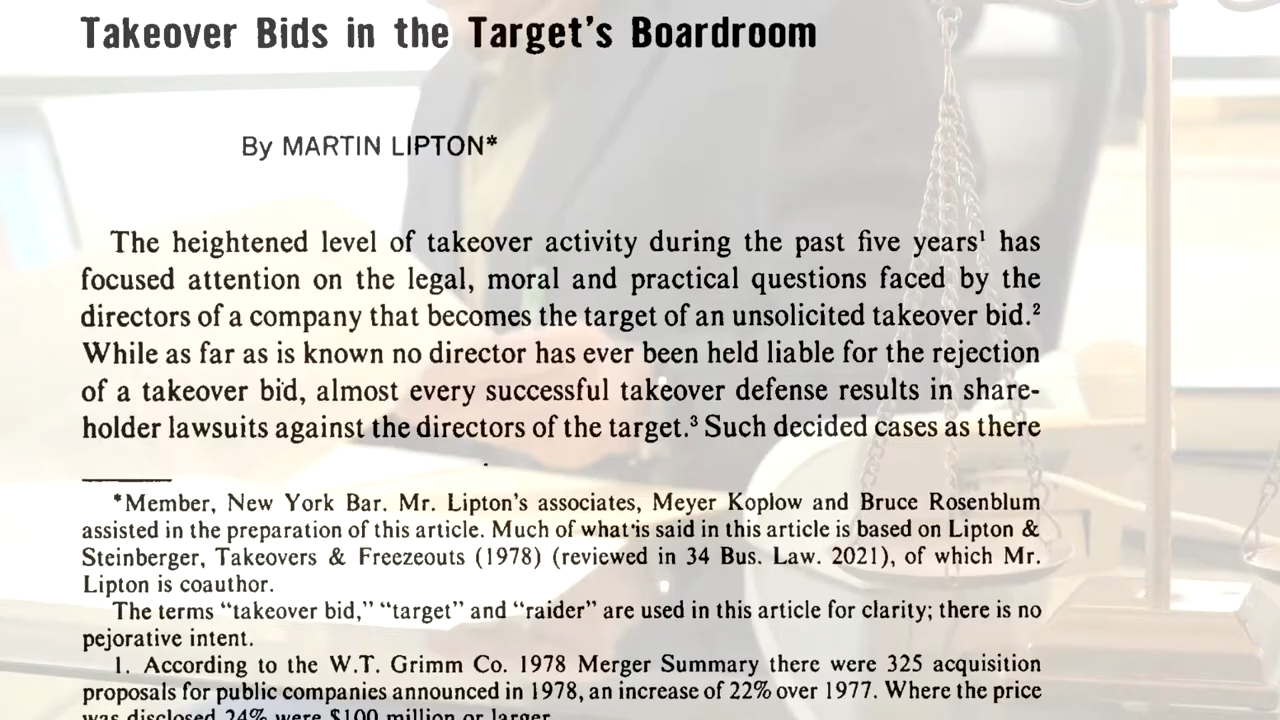 Takeover Bids in the Target's Boardroom
By MARTIN LIPTON*
The heightened level of takeover activity during the past five years¹ has
focused attention on the legal, moral and practical questions faced by the
directors of a company that becomes the target of an unsolicited takeover bid.²
While as far as is known no director has ever been held liable for the rejection
of a takeover bid, almost every successful takeover defense results in share-
holder lawsuits against the directors of the target.³ Such decided cases as there
*Member, New York Bar. Mr. Lipton's associates, Meyer Koplow and Bruce Rosenblum
assisted in the preparation of this article. Much of what is said in this article is based on Lipton &
Steinberger, Takeovers & Freezeouts (1978) (reviewed in 34 Bus. Law. 2021), of which Mr.
Lipton is coauthor.
The terms “takeover bid,” “target” and “raider” are used in this article for clarity; there is no
pejorative intent.
1. According to the W.T. Grimm Co. 1978 Merger Summary there were 325 acquisition
proposals for public companies announced in 1978, an increase of 22% over 1977. Where the price
was disclosed 24% were $100 million or larger.